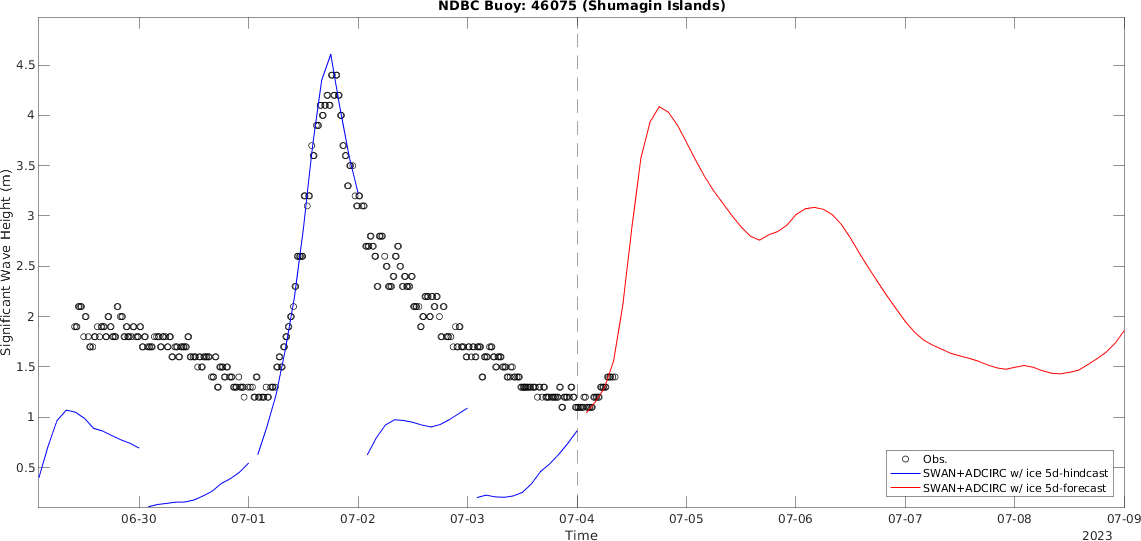 NDBC Buoy: 46075 (Shumagin Islands)
Significant Wave Height (m)
4.5
4
3.5
3
2.5
2
1.5
1
0.5
Obs.
SWAN+ADCIRC w/ ice 5d-hindcast
SWAN+ADCIRC w/ ice 5d-forecast
06-30 07-01 07-02 07-03 07-04 07-05 07-06 07-07 07-08 07-09
Time
2023